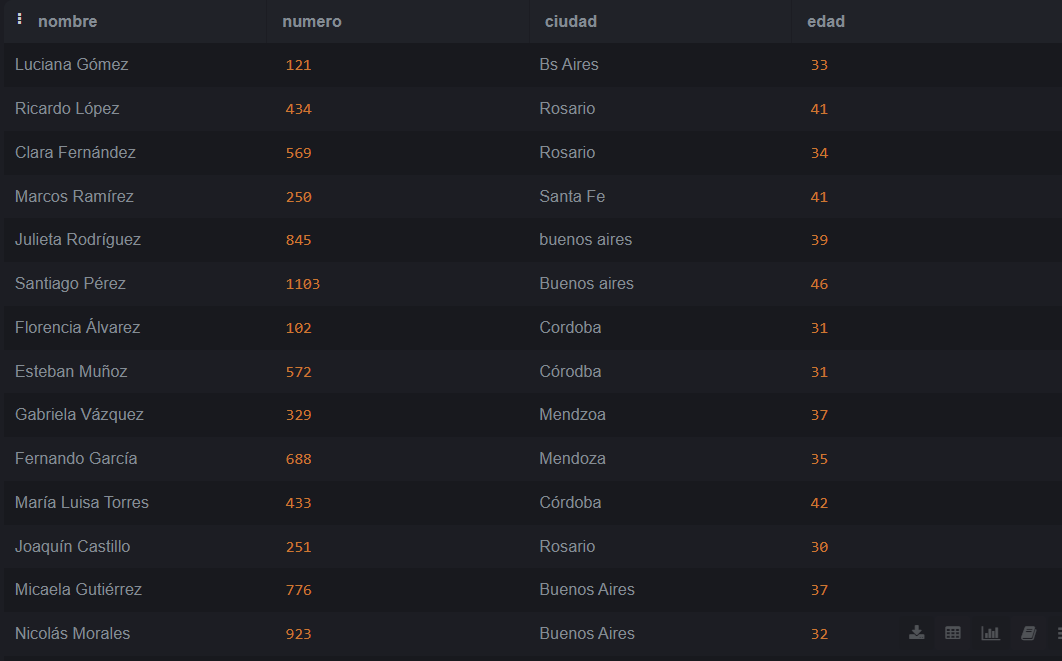 nombre numero ciudad edad
Luciana Gómez 121 Bs Aires 33
Ricardo López 434 Rosario 41
Clara Fernández 569 Rosario 34
Marcos Ramírez 250 Santa Fe 41
Julieta Rodríguez 845 buenos aires 39
Santiago Pérez 1103 Buenos aires 46
Florencia Álvarez 102 Cordoba 31
Esteban Muñoz 572 Córodba 31
Gabriela Vázquez 329 Mendzoa 37
Fernando García 688 Mendoza 35
María Luisa Torres 433 Córdoba 42
Joaquín Castillo 251 Rosario 30
Micaela Gutiérrez 776 Buenos Aires 37
Nicolás Morales 923 Buenos Aires 32